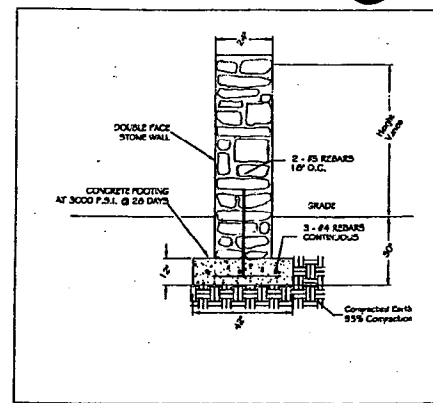 DOUBLE FACE
STONE WALL
2 - #5 REBARS
18" O.C.
Height
Varies
CONCRETE FOOTING
AT 3000 P.S.I. @ 28 DAYS
GRADE
3 - #4 REBARS
CONTINUOUS
Compacted Earth
95% Compaction